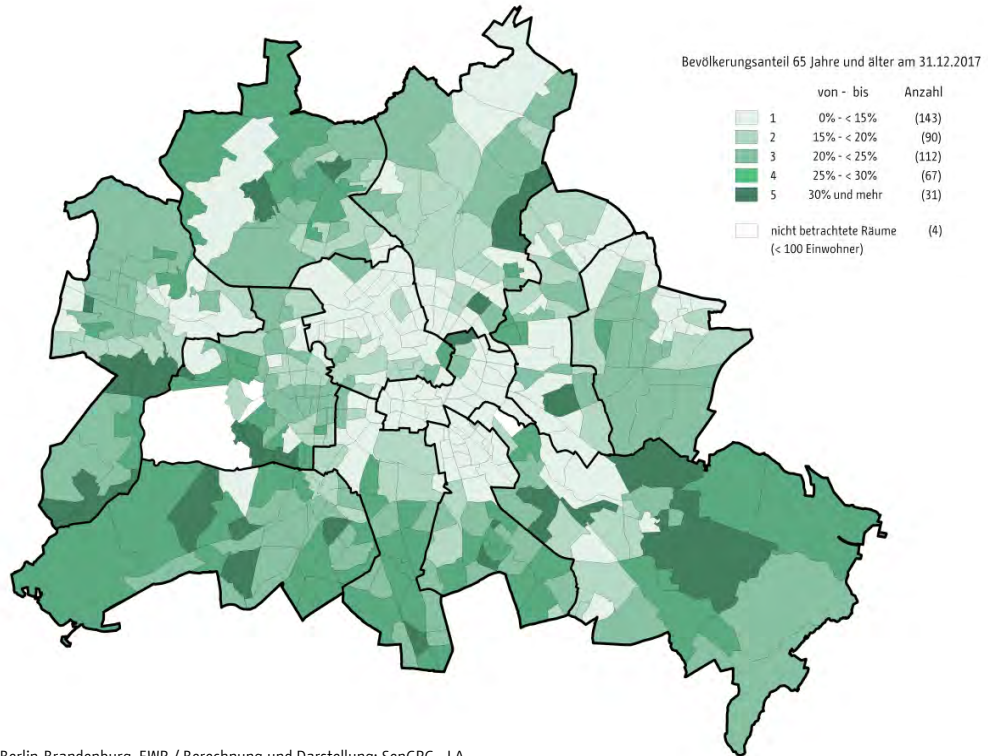 Bevölkerungsanteil 65 Jahre und älter am 31.12.2017
von - bis Anzahl
1 0% - < 15% (143)
2 15% - < 20% (90)
3 20% - < 25% (112)
4 25% - < 30% (67)
5 30% und mehr (31)
nicht betrachtete Räume (4)
(< 100 Einwohner)
Berlin-Brandenburg, EWR / Berechnung und Darstellung: SenGPG - I A